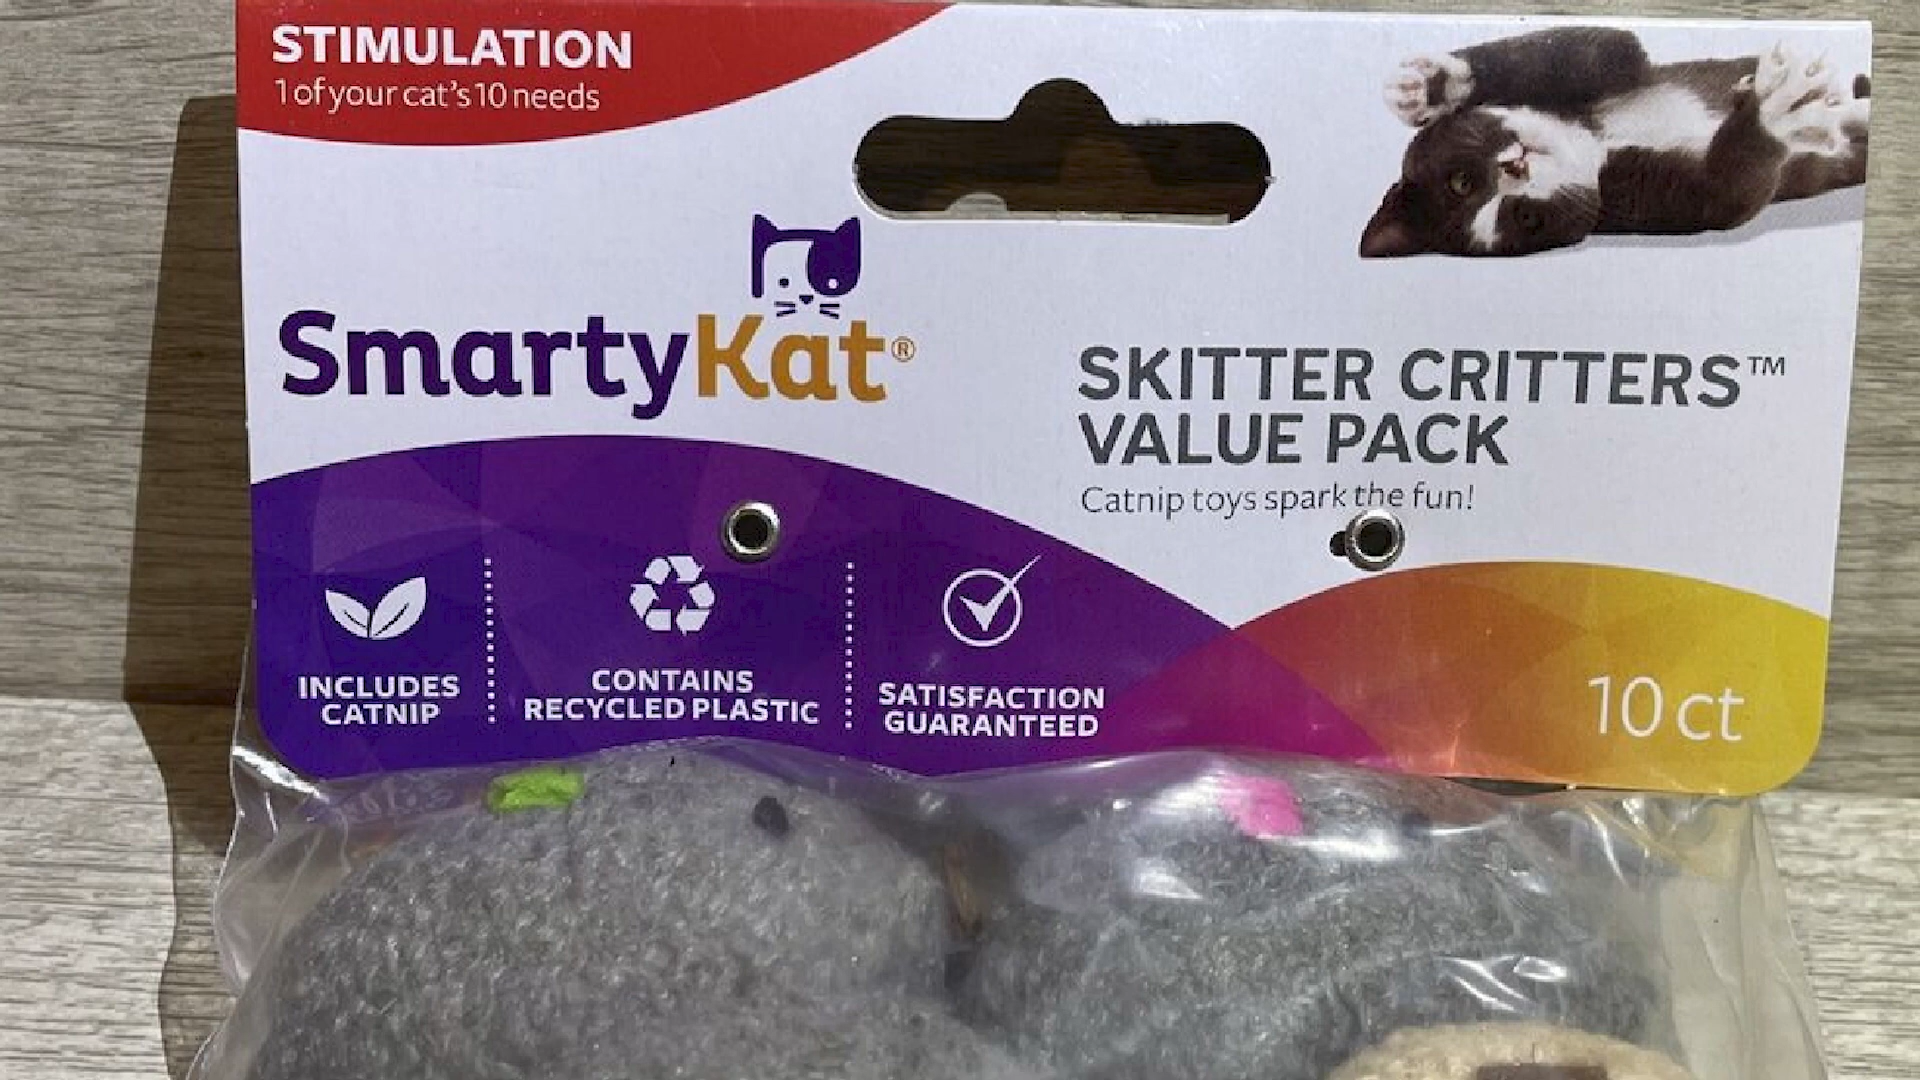 STIMULATION
1 of your cat's 10 needs
SmartyKat®
SKITTER CRITTERS™
VALUE PACK
Catnip toys spark the fun!
INCLUDES
CATNIP
CONTAINS
RECYCLED PLASTIC
SATISFACTION
GUARANTEED
10 ct